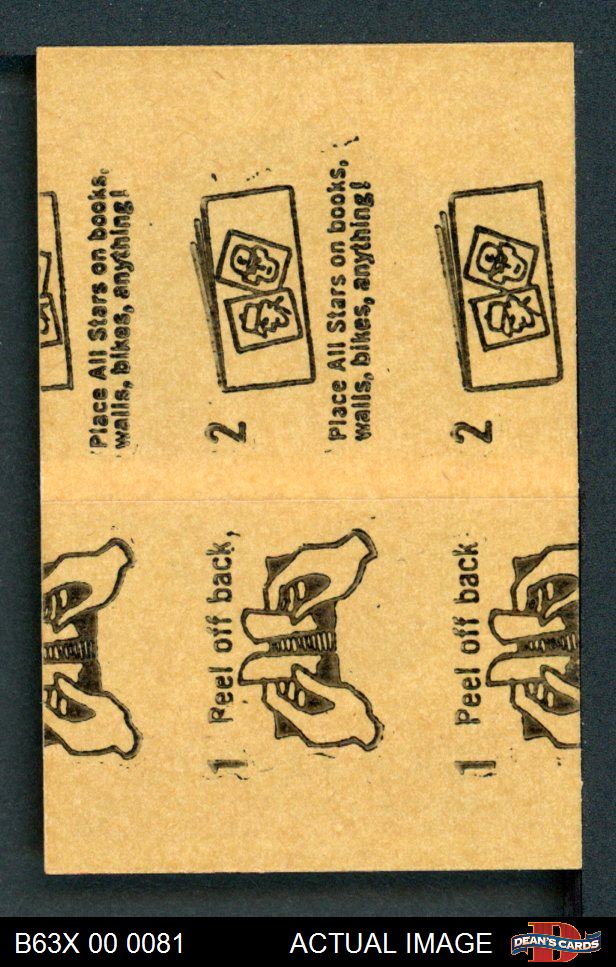 Place All Stars on books,
walls, bikes, anything!
2
Place All Stars on books,
walls, bikes, anything!
2
1 Peel off back,
1 Peel off back
B63X 00 0081
ACTUAL IMAGE
DEAN'S CARDS